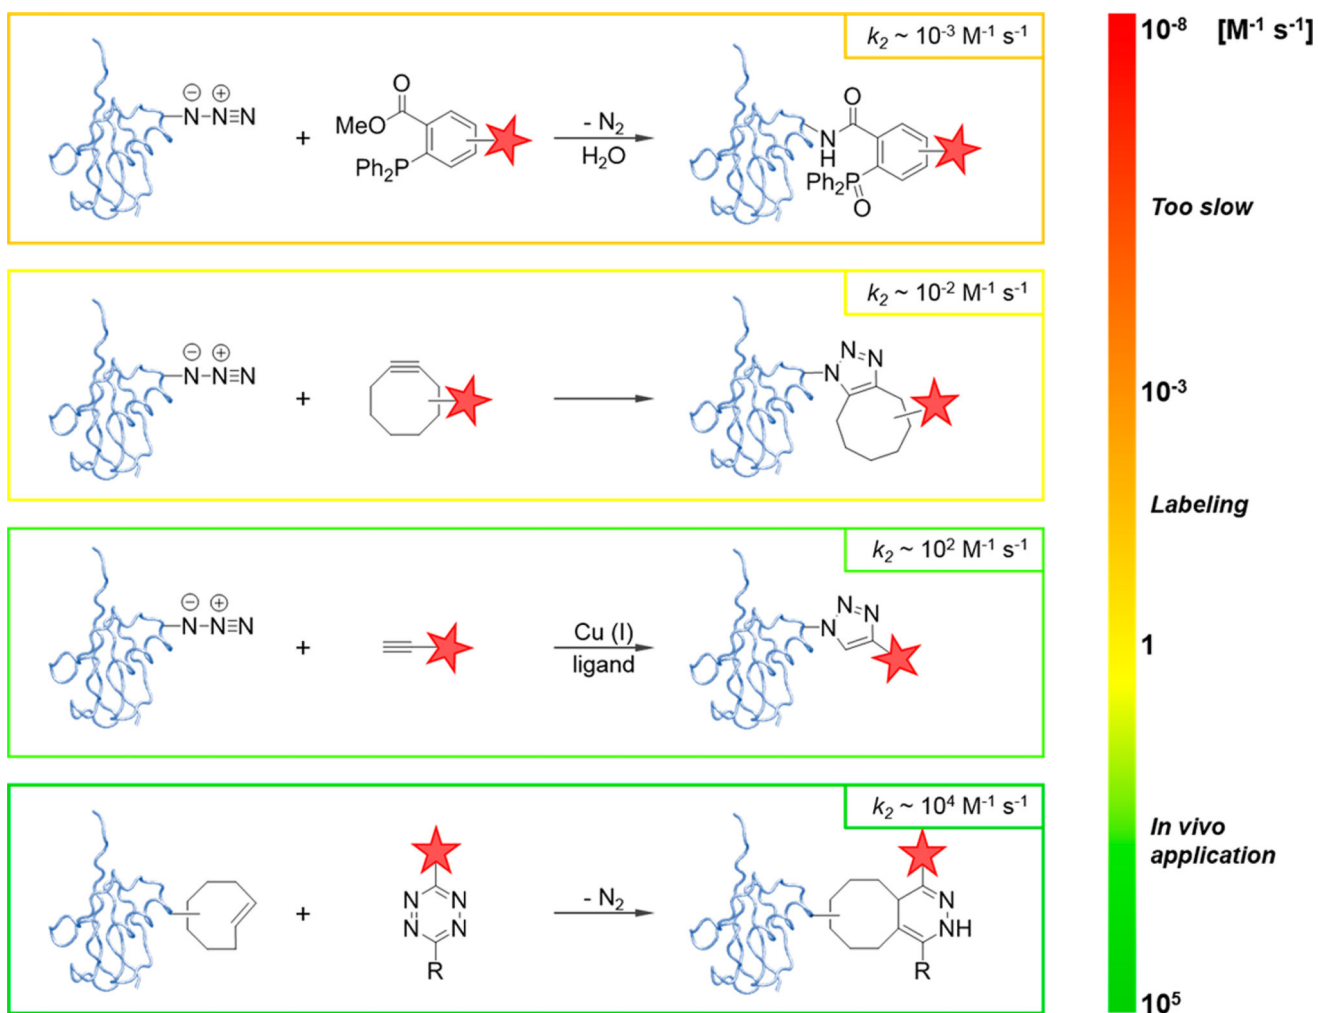 k₂ ~ 10⁻³ M⁻¹ s⁻¹
⊖ ⊕
N-N≡N
+
O
MeO
Ph₂P
- N₂
H₂O
O
N
H
Ph₂P
O
k₂ ~ 10⁻² M⁻¹ s⁻¹
⊖ ⊕
N-N≡N
+
N=N
N
k₂ ~ 10² M⁻¹ s⁻¹
⊖ ⊕
N-N≡N
+
Cu (I)
ligand
N=N
N
k₂ ~ 10⁴ M⁻¹ s⁻¹
+
N N
N N
R
- N₂
N
NH
R
10⁻⁸ [M⁻¹ s⁻¹]
Too slow
10⁻³
Labeling
1
In vivo
application
10⁵